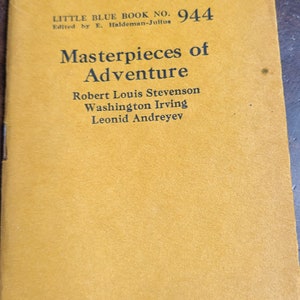 LITTLE BLUE BOOK NO. 944
Edited by E. Haldeman-Julius
Masterpieces of
Adventure
Robert Louis Stevenson
Washington Irving
Leonid Andreyev